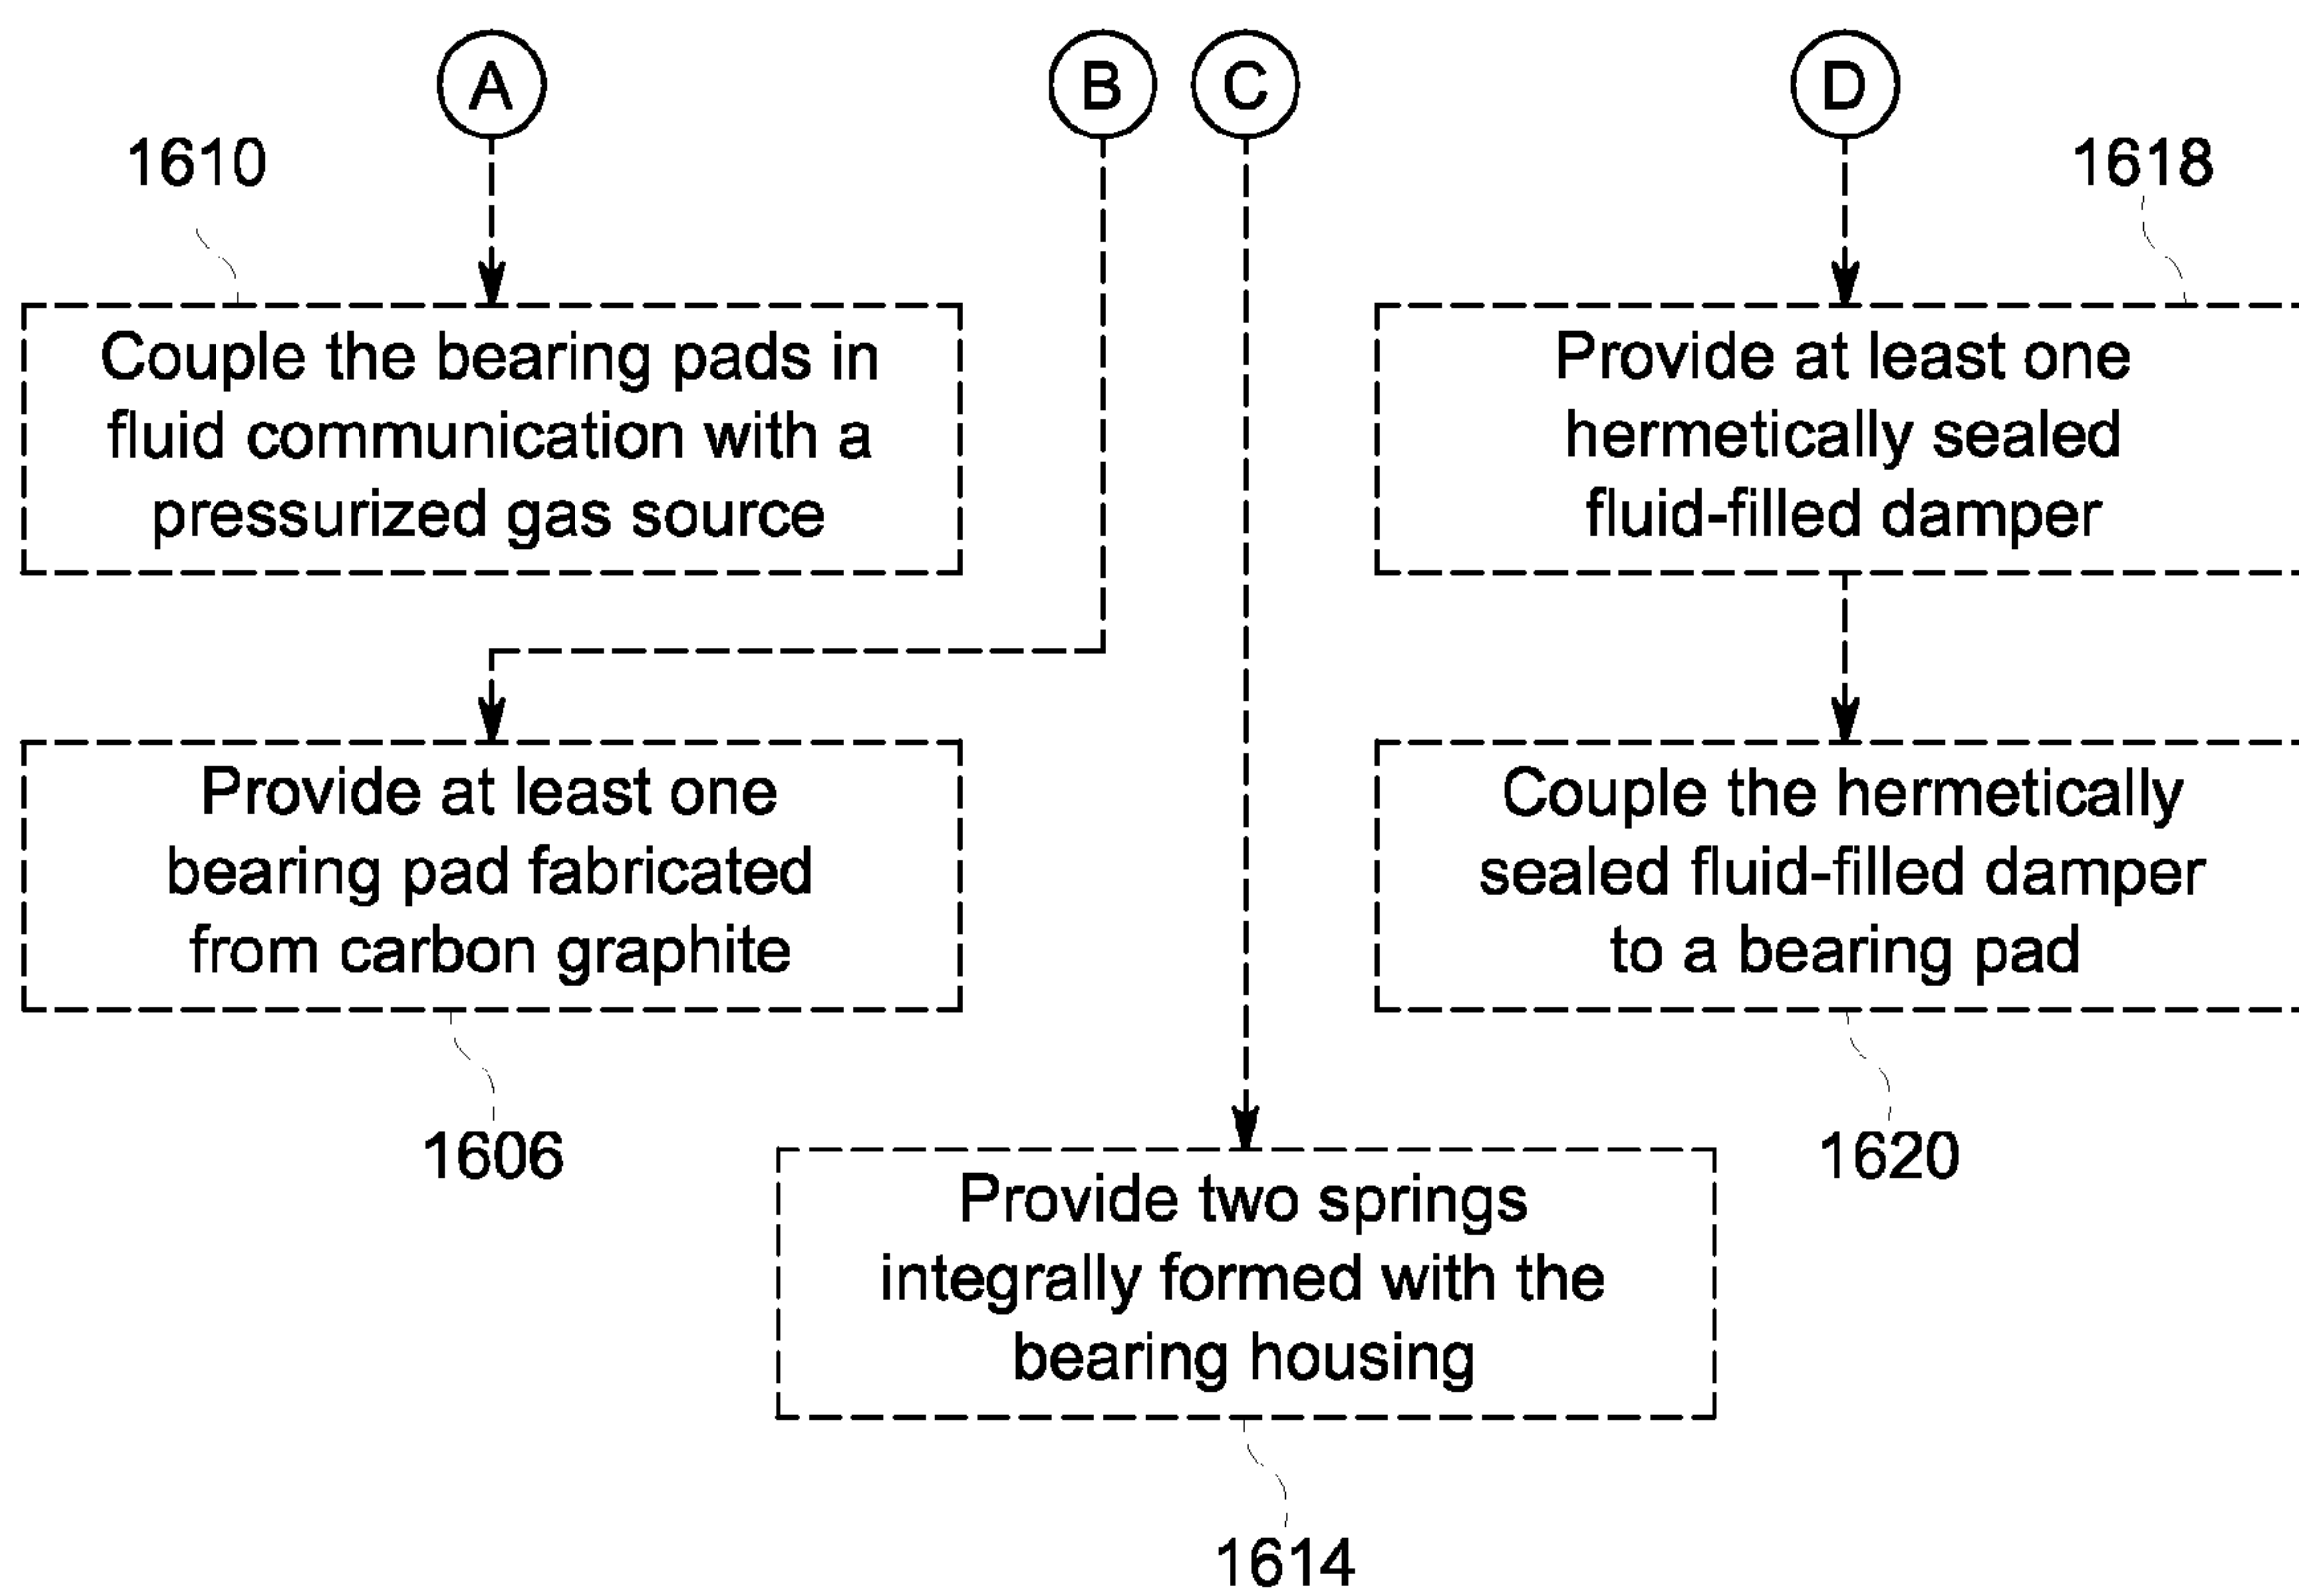 A
B
C
D
1610
1618
Couple the bearing pads in
fluid communication with a
pressurized gas source
Provide at least one
hermetically sealed
fluid-filled damper
Provide at least one
bearing pad fabricated
from carbon graphite
Couple the hermetically
sealed fluid-filled damper
to a bearing pad
1606
1620
Provide two springs
integrally formed with the
bearing housing
1614